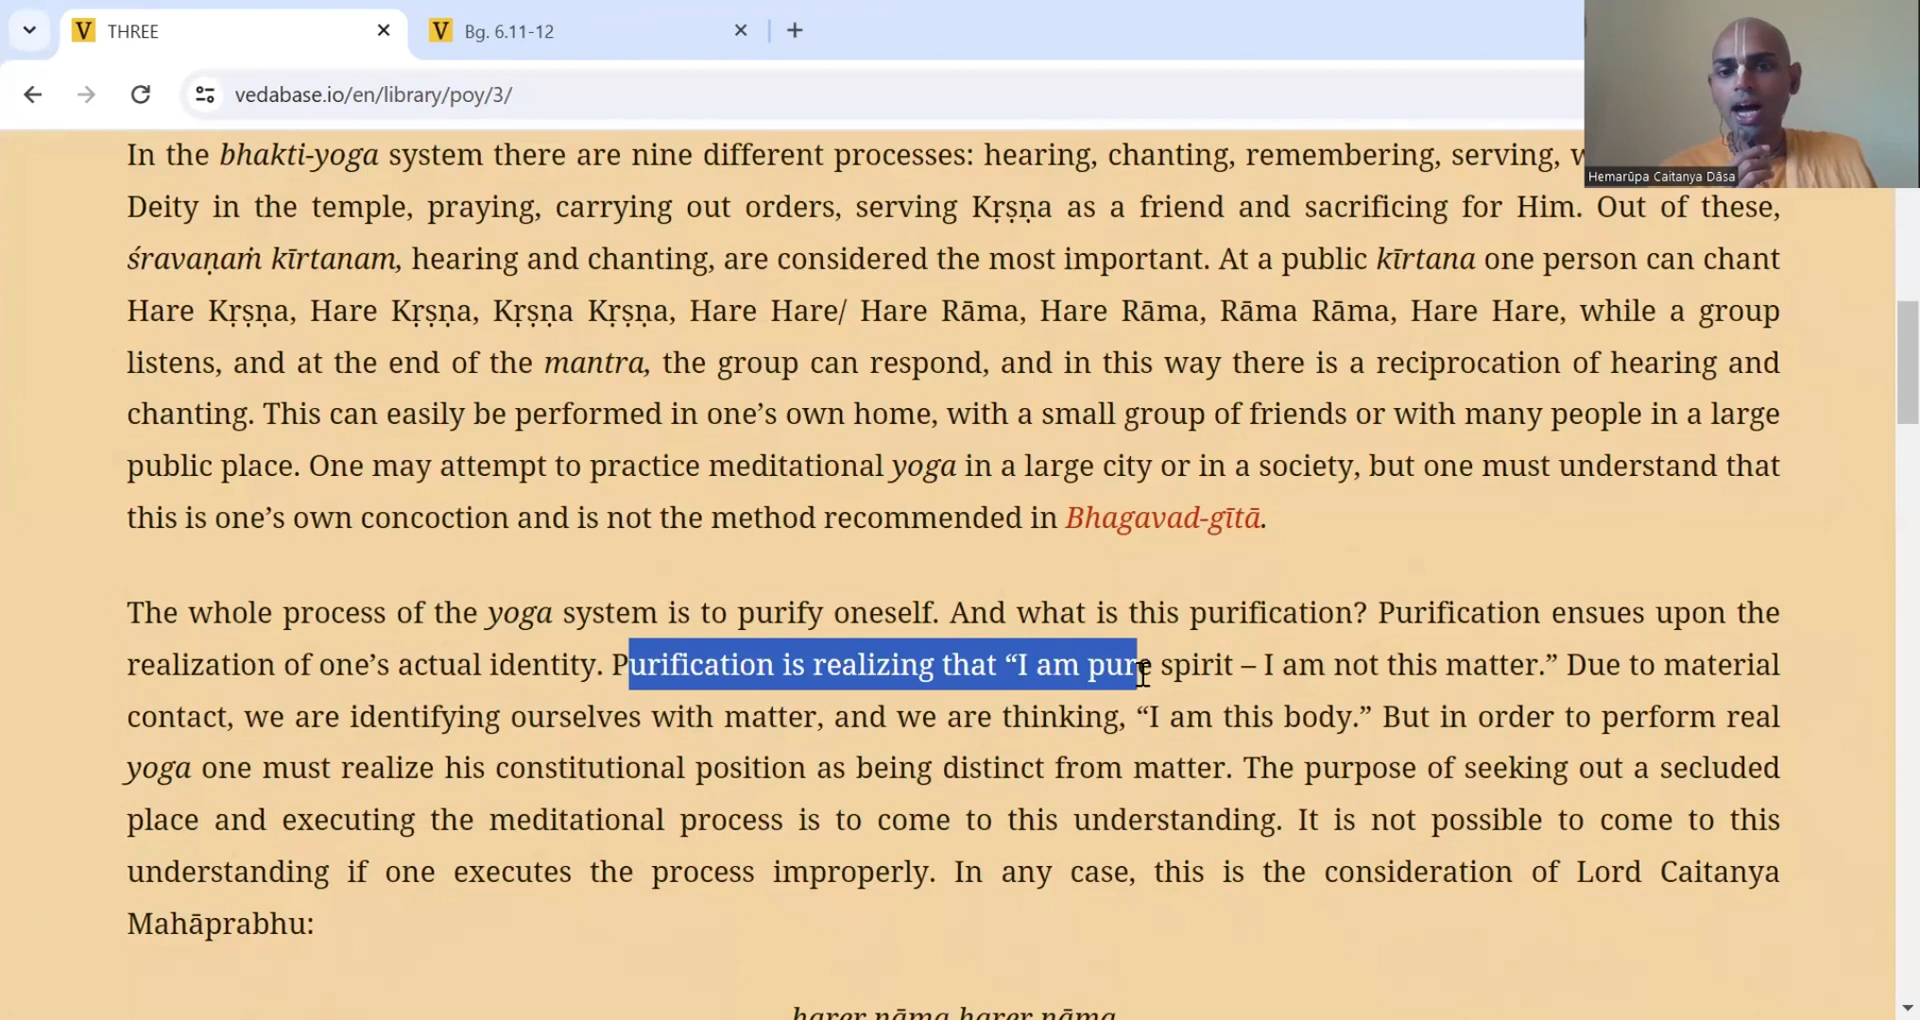 THREE
Bg. 6.11-12
vedabase.io/en/library/poy/3/
Hemarūpa Caitanya Dāsa
In the bhakti-yoga system there are nine different processes: hearing, chanting, remembering, serving,
Deity in the temple, praying, carrying out orders, serving Kṛṣṇa as a friend and sacrificing for Him. Out of these,
śravaṇaṁ kīrtanam, hearing and chanting, are considered the most important. At a public kīrtana one person can chant
Hare Kṛṣṇa, Hare Kṛṣṇa, Kṛṣṇa Kṛṣṇa, Hare Hare/ Hare Rāma, Hare Rāma, Rāma Rāma, Hare Hare, while a group
listens, and at the end of the mantra, the group can respond, and in this way there is a reciprocation of hearing and
chanting. This can easily be performed in one’s own home, with a small group of friends or with many people in a large
public place. One may attempt to practice meditational yoga in a large city or in a society, but one must understand that
this is one’s own concoction and is not the method recommended in Bhagavad-gītā.
The whole process of the yoga system is to purify oneself. And what is this purification? Purification ensues upon the
realization of one’s actual identity. Purification is realizing that “I am pure spirit – I am not this matter.” Due to material
contact, we are identifying ourselves with matter, and we are thinking, “I am this body.” But in order to perform real
yoga one must realize his constitutional position as being distinct from matter. The purpose of seeking out a secluded
place and executing the meditational process is to come to this understanding. It is not possible to come to this
understanding if one executes the process improperly. In any case, this is the consideration of Lord Caitanya
Mahāprabhu:
harer nāma harer nāma